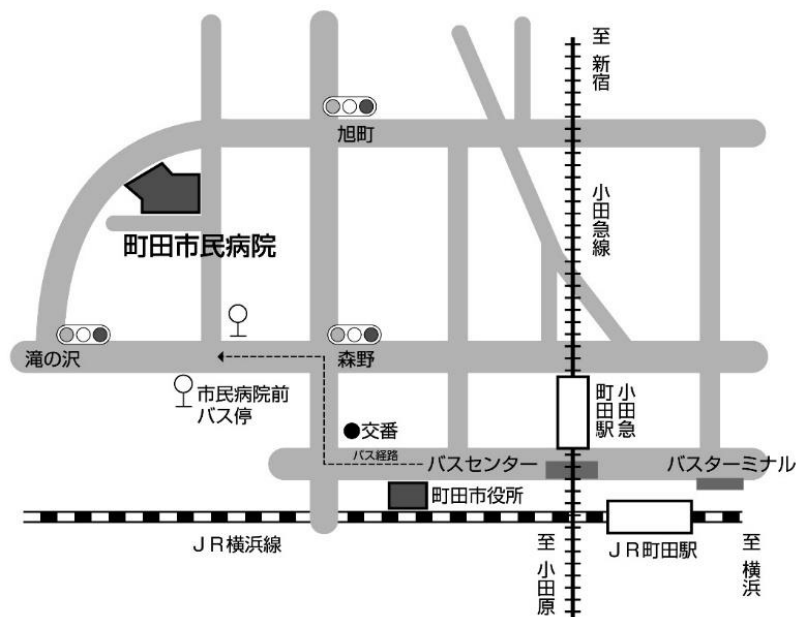 至 新宿
旭町
小田急線
町田市民病院
滝の沢
森野
市民病院前
バス停
小田急
町田駅
交番
バス経路
バスセンター
バスターミナル
町田市役所
JR横浜線
至 小田原
JR町田駅
至 横浜